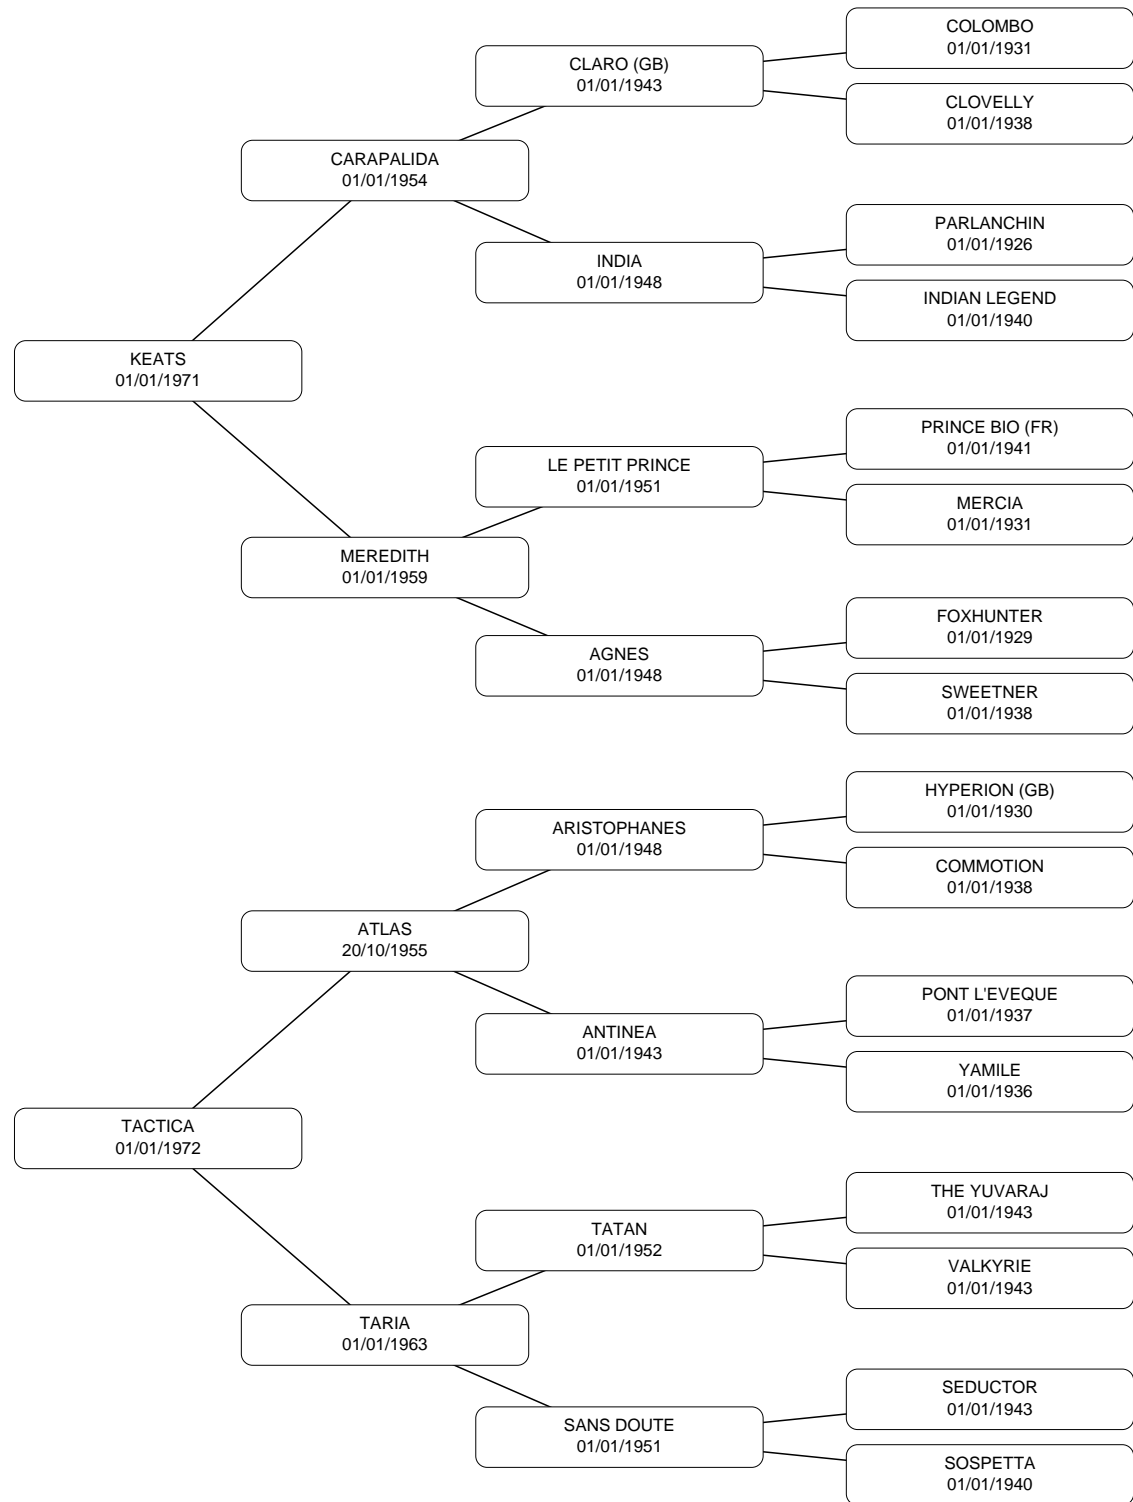 COLOMBO
01/01/1931
CLARO (GB)
01/01/1943
CLOVELLY
01/01/1938
CARAPALIDA
01/01/1954
PARLANCHIN
01/01/1926
INDIA
01/01/1948
INDIAN LEGEND
01/01/1940
KEATS
01/01/1971
PRINCE BIO (FR)
01/01/1941
LE PETIT PRINCE
01/01/1951
MERCIA
01/01/1931
MEREDITH
01/01/1959
FOXHUNTER
01/01/1929
AGNES
01/01/1948
SWEETNER
01/01/1938
HYPERION (GB)
01/01/1930
ARISTOPHANES
01/01/1948
COMMOTION
01/01/1938
ATLAS
20/10/1955
PONT L'EVEQUE
01/01/1937
ANTINEA
01/01/1943
YAMILE
01/01/1936
TACTICA
01/01/1972
THE YUVARAJ
01/01/1943
TATAN
01/01/1952
VALKYRIE
01/01/1943
TARIA
01/01/1963
SEDUCTOR
01/01/1943
SANS DOUTE
01/01/1951
SOSPETTA
01/01/1940